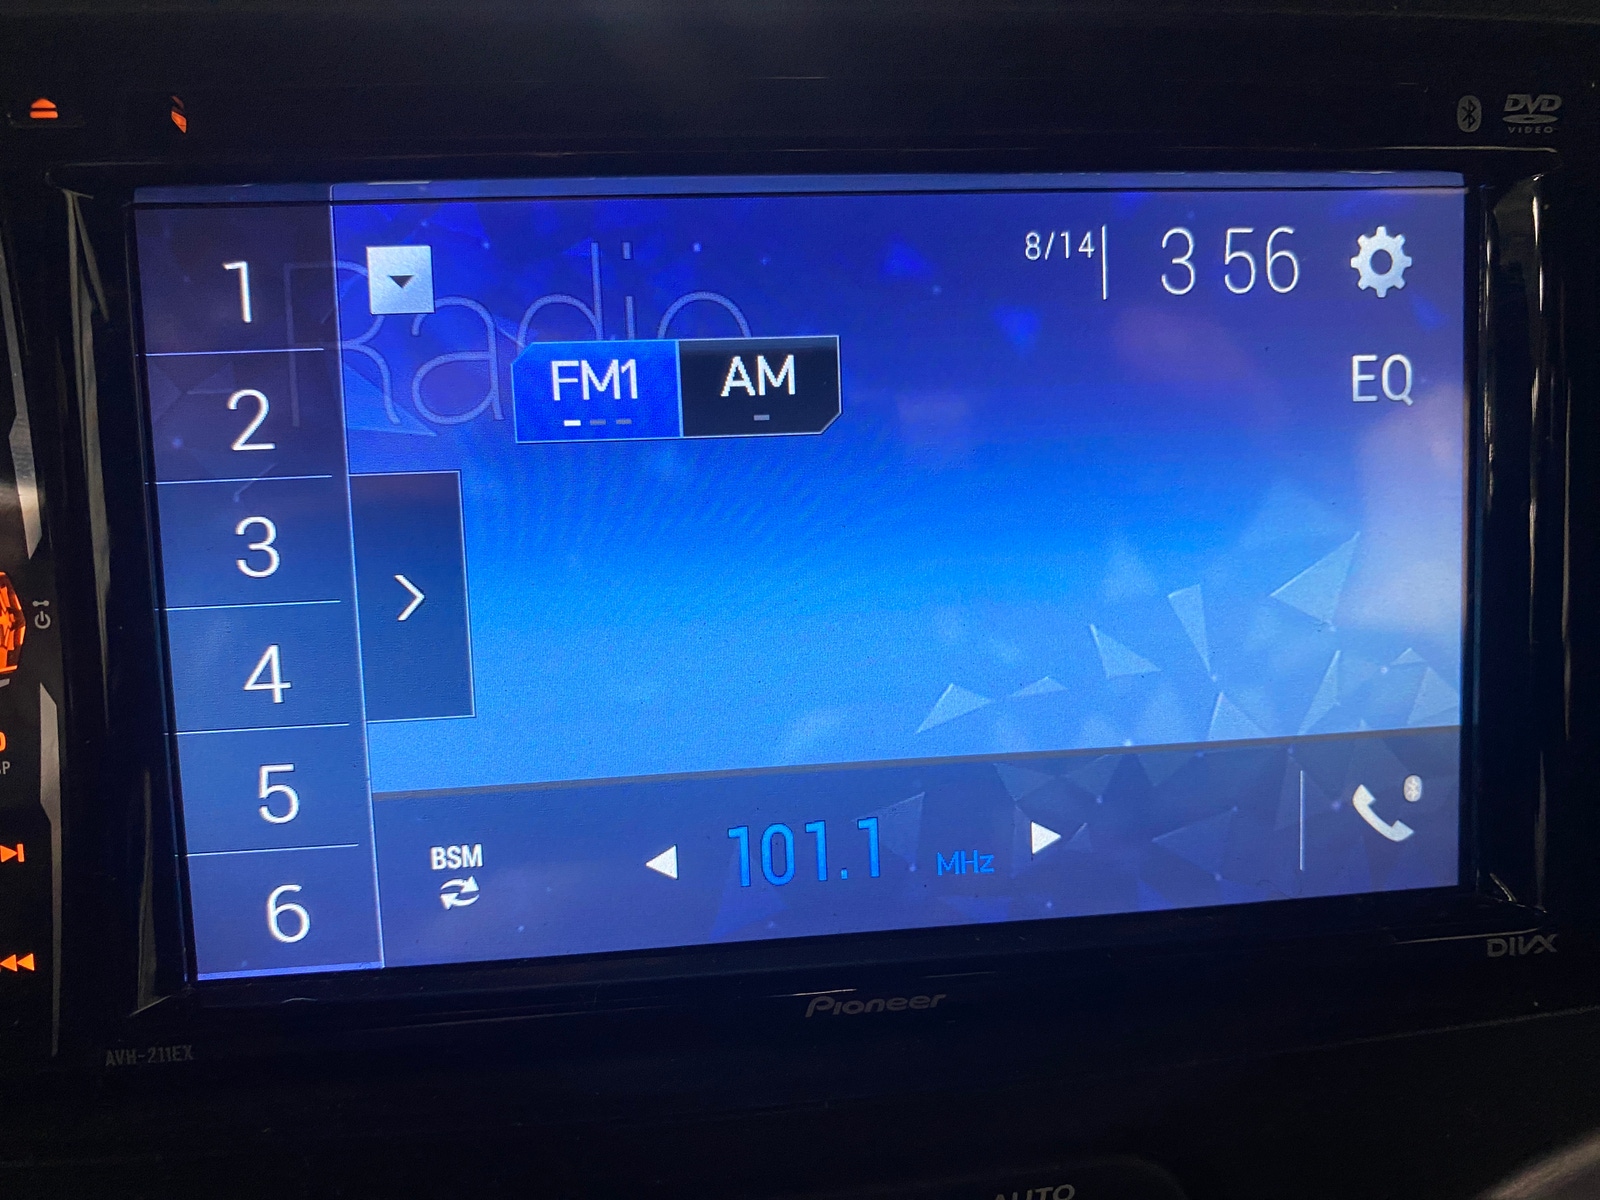 DVD
VIDEO
Radio
8/14
3 56
FM1
AM
EQ
1
2
3
4
5
6
BSM
101.1 MHz
DIVX
Pioneer
AVH-211EX
AUTO